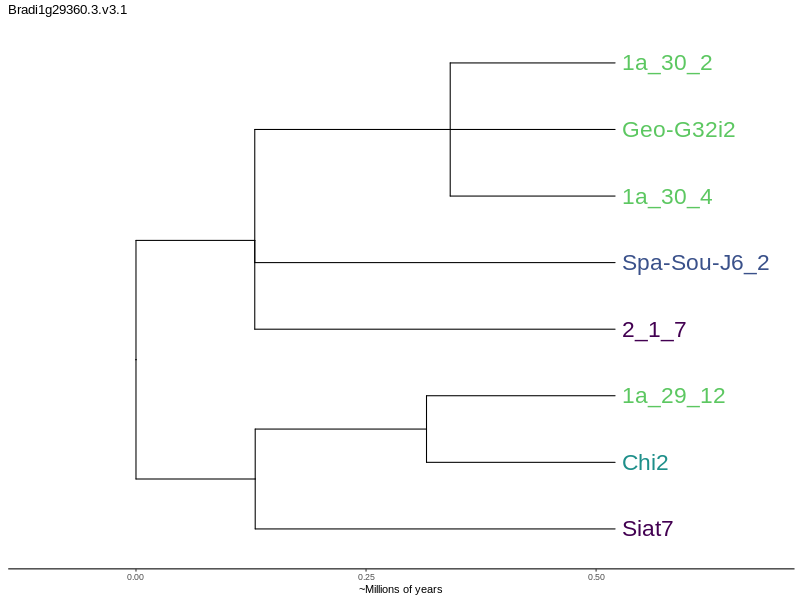 Bradi1g29360.3.v3.1
1a_30_2
Geo-G32i2
1a_30_4
Spa-Sou-J6_2
2_1_7
1a_29_12
Chi2
Siat7
0.00 0.25 0.50
~Millions of years